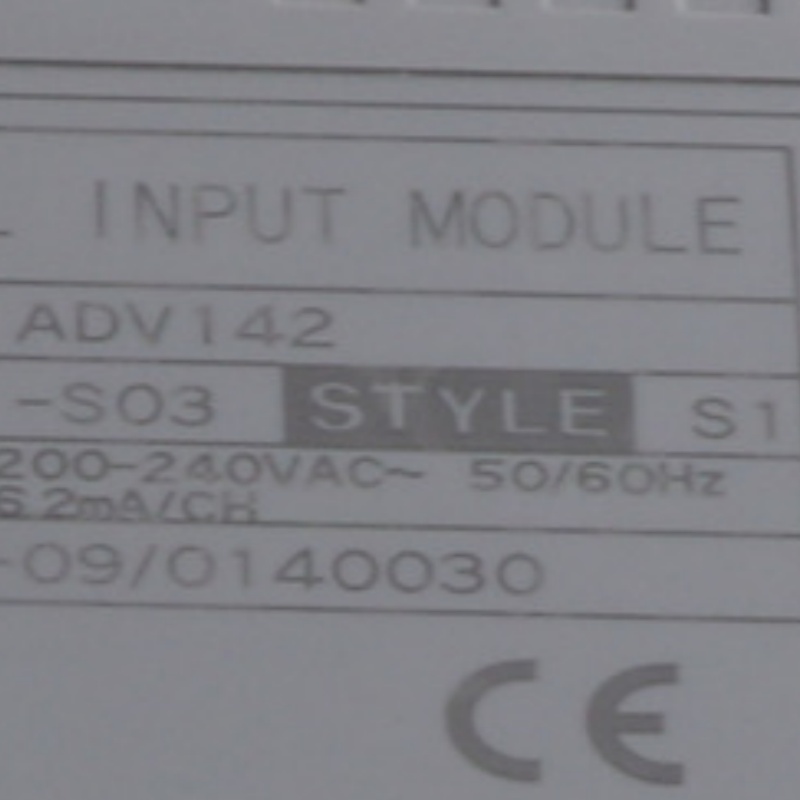 INPUT MODULE
ADV142
-S03 STYLE S1
200-240VAC~ 50/60Hz
6.2mA/CH
-09/0140030
CE